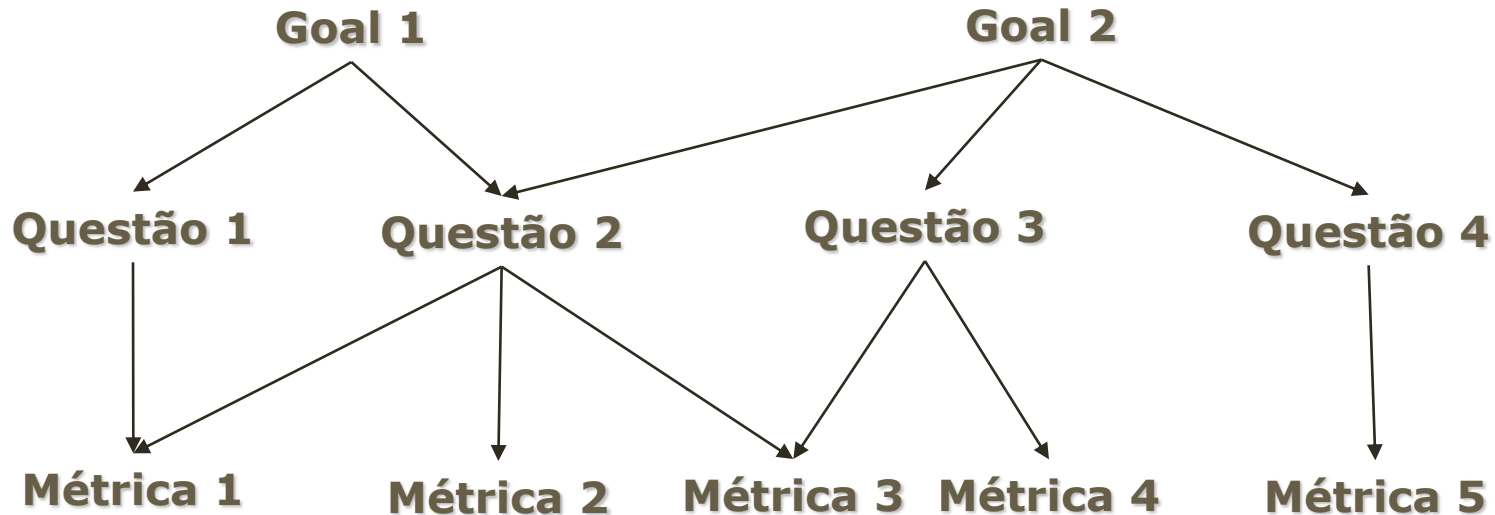 Goal 1
Goal 2
Questão 1
Questão 2
Questão 3
Questão 4
Métrica 1
Métrica 2
Métrica 3
Métrica 4
Métrica 5